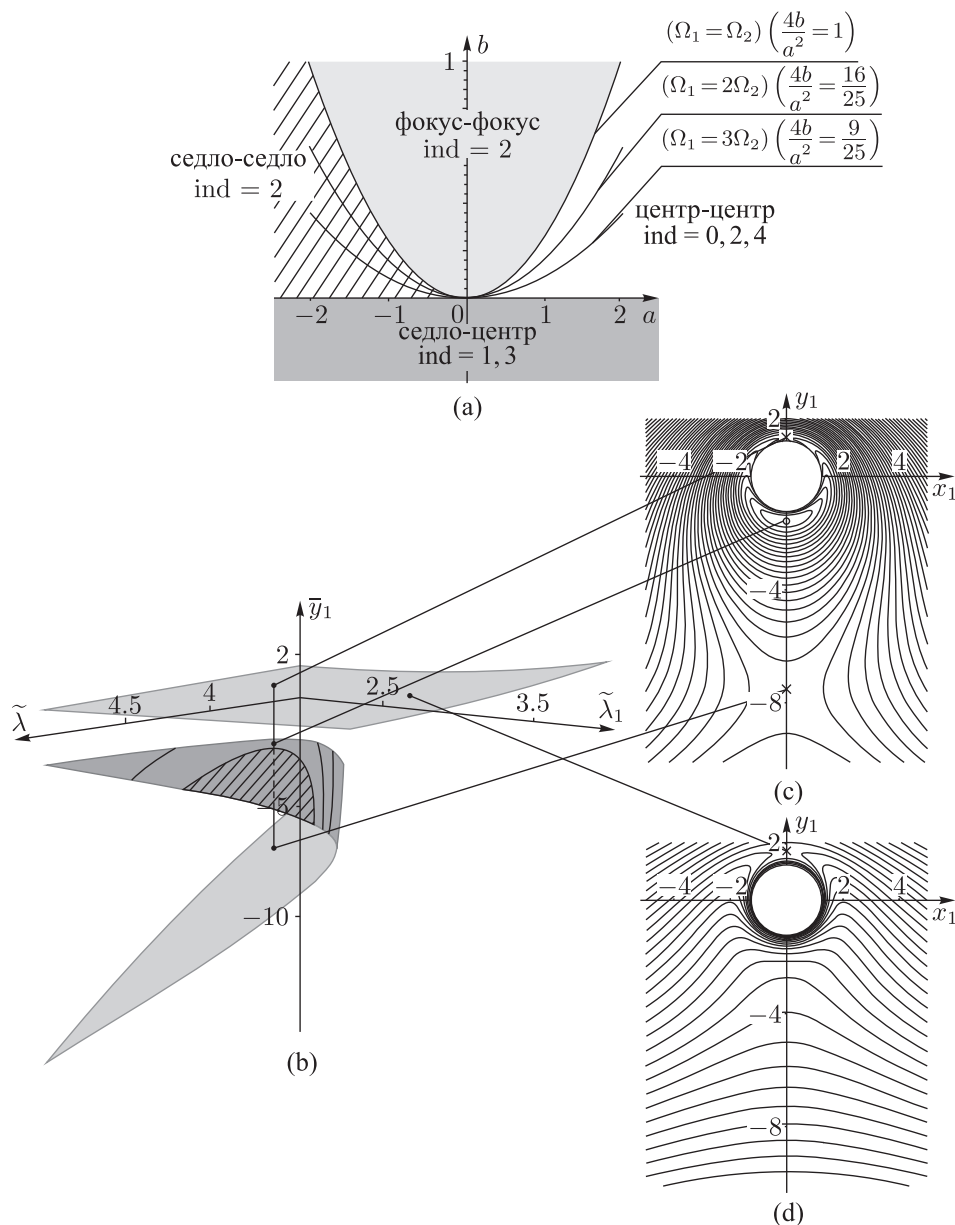 b
1
(Ω₁ = Ω₂) (4b/a² = 1)
(Ω₁ = 2Ω₂) (4b/a² = 16/25)
(Ω₁ = 3Ω₂) (4b/a² = 9/25)
фокус-фокус
ind = 2
седло-седло
ind = 2
центр-центр
ind = 0, 2, 4
−2 −1 0 1 2 a
седло-центр
ind = 1, 3
(a)
y₁
2
−4 −2 2 4
x₁
−4
−8
(c)
ȳ₁
2
4.5 4 2.5 3.5
λ̃ λ̃₁
−5
−10
(b)
y₁
2
−4 −2 2 4
x₁
−4
−8
(d)